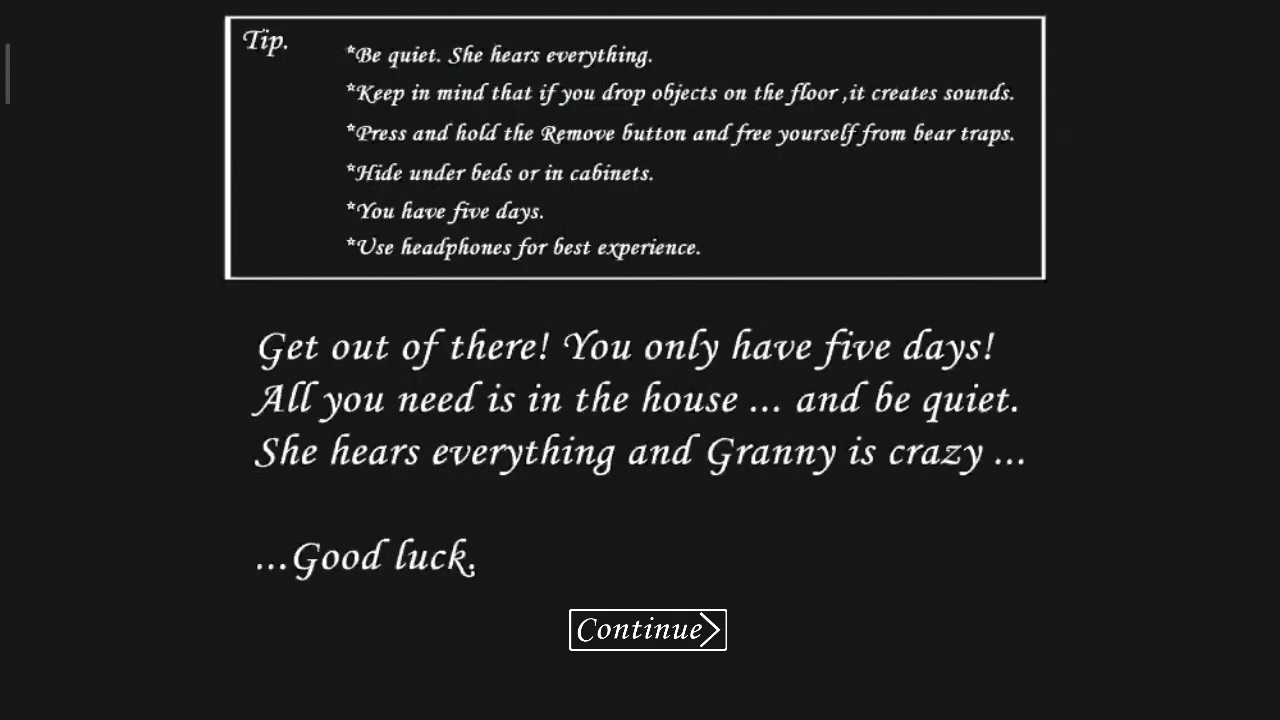 Tip.
*Be quiet. She hears everything.
*Keep in mind that if you drop objects on the floor ,it creates sounds.
*Press and hold the Remove button and free yourself from bear traps.
*Hide under beds or in cabinets.
*You have five days.
*Use headphones for best experience.
Get out of there! You only have five days!
All you need is in the house ... and be quiet.
She hears everything and Granny is crazy ...
...Good luck.
Continue